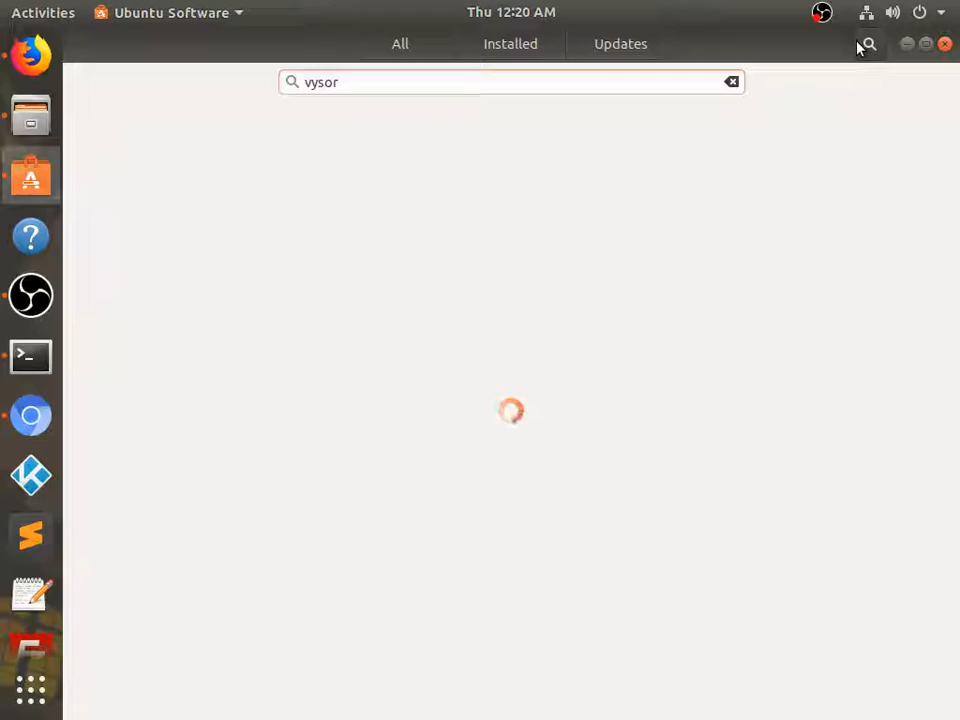 Activities
Ubuntu Software
Thu 12:20 AM
All
Installed
Updates
vysor